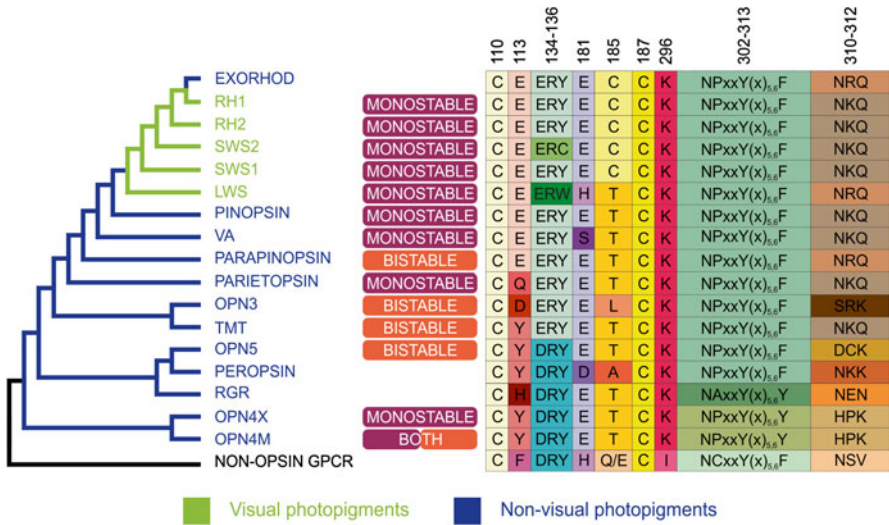 110 113 134-136 181 185 187 296 302-313 310-312
EXORHOD C E ERY E C C K NPxxY(x)₅,₆F NRQ
RH1 MONOSTABLE C E ERY E C C K NPxxY(x)₅,₆F NKQ
RH2 MONOSTABLE C E ERY E C C K NPxxY(x)₅,₆F NKQ
SWS2 MONOSTABLE C E ERC E C C K NPxxY(x)₅,₆F NKQ
SWS1 MONOSTABLE C E ERY E C C K NPxxY(x)₅,₆F NKQ
LWS MONOSTABLE C E ERW H T C K NPxxY(x)₅,₆F NRQ
PINOPSIN MONOSTABLE C E ERY E T C K NPxxY(x)₅,₆F NKQ
VA MONOSTABLE C E ERY S T C K NPxxY(x)₅,₆F NKQ
PARAPINOPSIN BISTABLE C E ERY E T C K NPxxY(x)₅,₆F NRQ
PARIETOPSIN MONOSTABLE C Q ERY E T C K NPxxY(x)₅,₆F NKQ
OPN3 BISTABLE C D ERY E L C K NPxxY(x)₅,₆F SRK
TMT BISTABLE C Y ERY E T C K NPxxY(x)₅,₆F NKQ
OPN5 BISTABLE C Y DRY E T C K NPxxY(x)₅,₆F DCK
PEROPSIN C Y DRY D A C K NPxxY(x)₅,₆F NKK
RGR C H DRY E T C K NAxxY(x)₅,₆Y NEN
OPN4X MONOSTABLE C Y DRY E T C K NPxxY(x)₅,₆Y HPK
OPN4M BOTH C Y DRY E T C K NPxxY(x)₅,₆Y HPK
NON-OPSIN GPCR C F DRY H Q/E C I NCxxY(x)₅,₆F NSV
Visual photopigments Non-visual photopigments